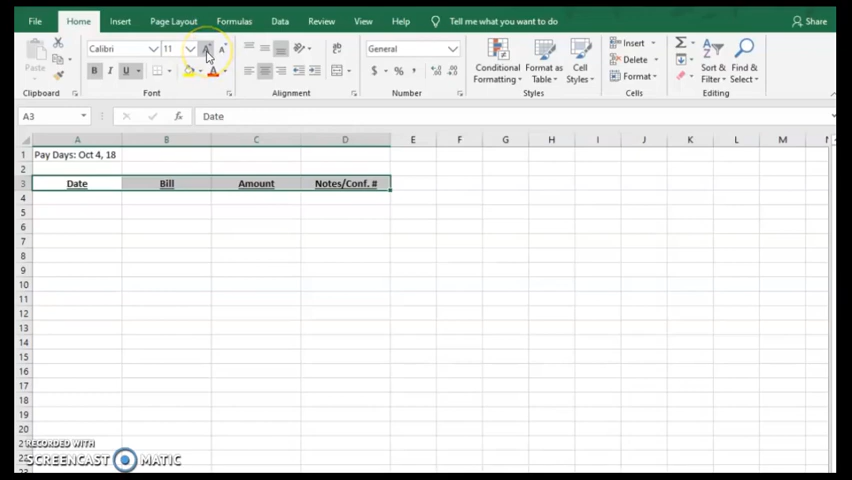 File Home Insert Page Layout Formulas Data Review View Help Tell me what you want to do Share
Calibri 11 General Insert
Paste B I U $ % Conditional Formatting Format as Table Cell Styles Delete Format Sort & Filter Find & Select
Clipboard Font Alignment Number Styles Cells Editing
A3 fx Date
A B C D E F G H I J K L M
1 Pay Days: Oct 4, 18
2
3 Date Bill Amount Notes/Conf. #
4
5
6
7
8
9
10
11
12
13
14
15
16
17
18
19
20
RECORDED WITH
SCREENCAST MATIC